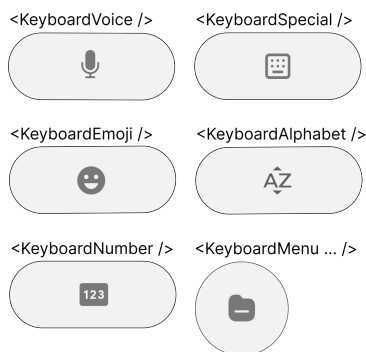 <KeyboardVoice />
<KeyboardSpecial />
<KeyboardEmoji />
<KeyboardAlphabet />
AZ
<KeyboardNumber />
<KeyboardMenu ... />
123